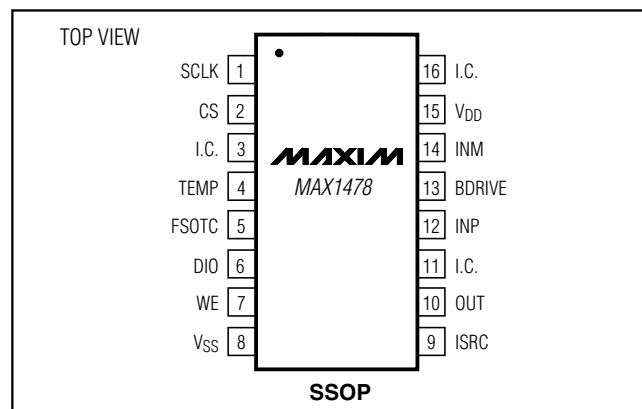 TOP VIEW
SCLK 1
CS 2
I.C. 3
TEMP 4
FSOTC 5
DIO 6
WE 7
VSS 8
MAXIM
MAX1478
16 I.C.
15 VDD
14 INM
13 BDRIVE
12 INP
11 I.C.
10 OUT
9 ISRC
SSOP